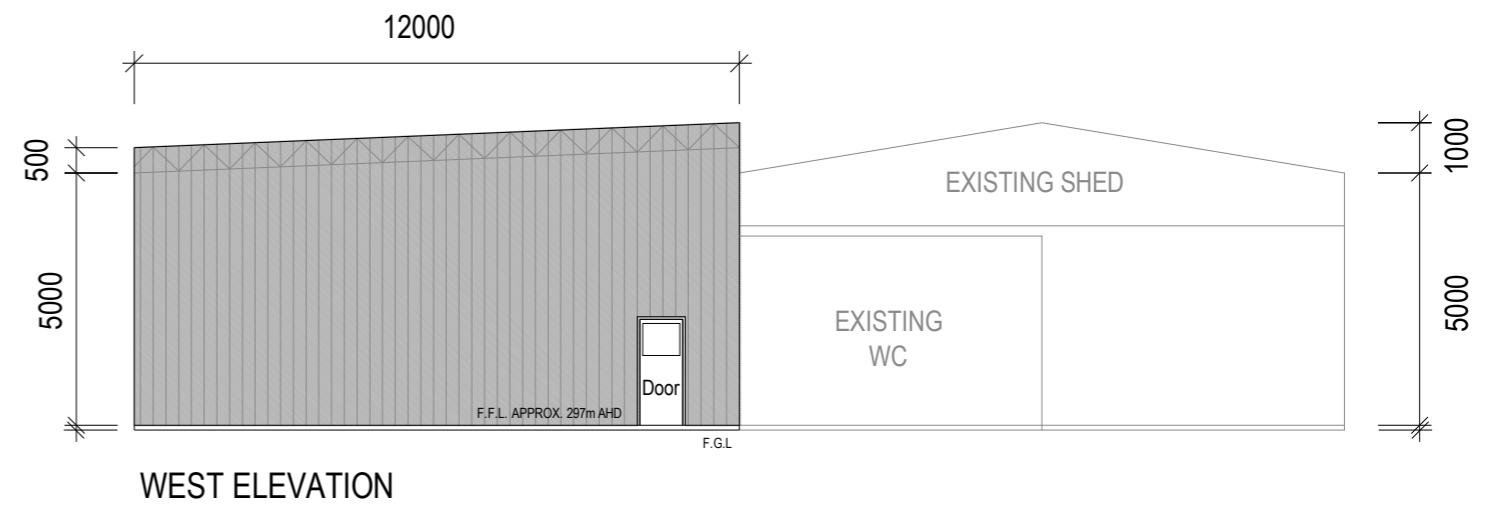 12000
500
1000
EXISTING SHED
5000
5000
EXISTING
WC
Door
F.F.L. APPROX. 297m AHD
F.G.L
WEST ELEVATION